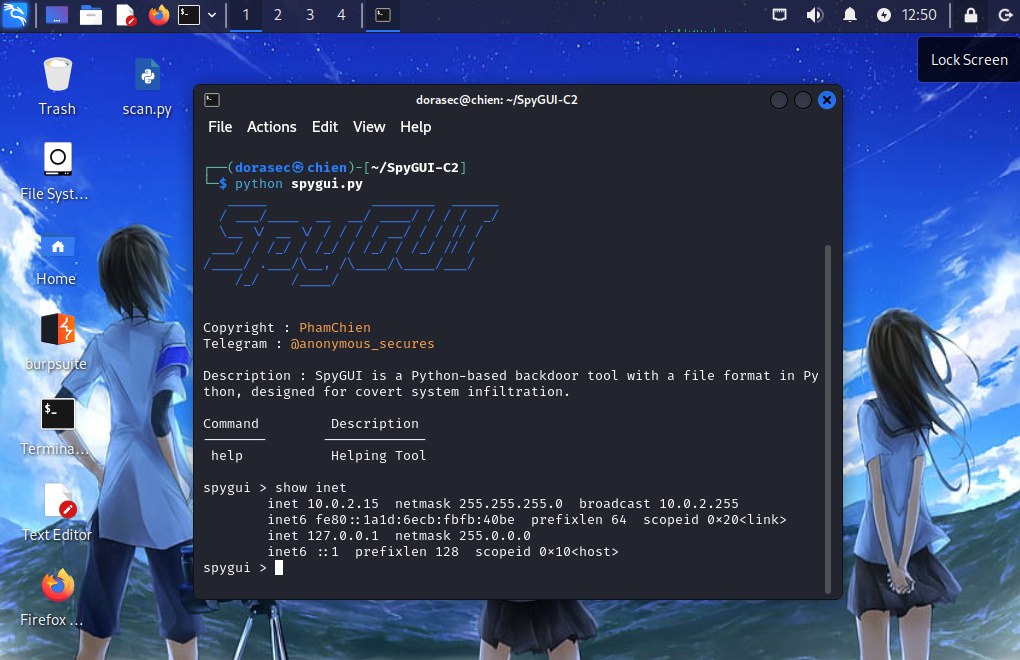 1 2 3 4 12:50
Lock Screen
Trash
scan.py
File Syst...
Home
burpsuite
Termina...
Text Editor
Firefox ...
dorasec@chien: ~/SpyGUI-C2
File Actions Edit View Help
┌──(dorasec㉿chien)-[~/SpyGUI-C2]
└─$ python spygui.py
SpyGUI
Copyright : PhamChien
Telegram : @anonymous_secures
Description : SpyGUI is a Python-based backdoor tool with a file format in Py
thon, designed for covert system infiltration.
Command Description
help Helping Tool
spygui > show inet
inet 10.0.2.15 netmask 255.255.255.0 broadcast 10.0.2.255
inet6 fe80::1a1d:6ecb:fbfb:40be prefixlen 64 scopeid 0×20<link>
inet 127.0.0.1 netmask 255.0.0.0
inet6 ::1 prefixlen 128 scopeid 0×10<host>
spygui >